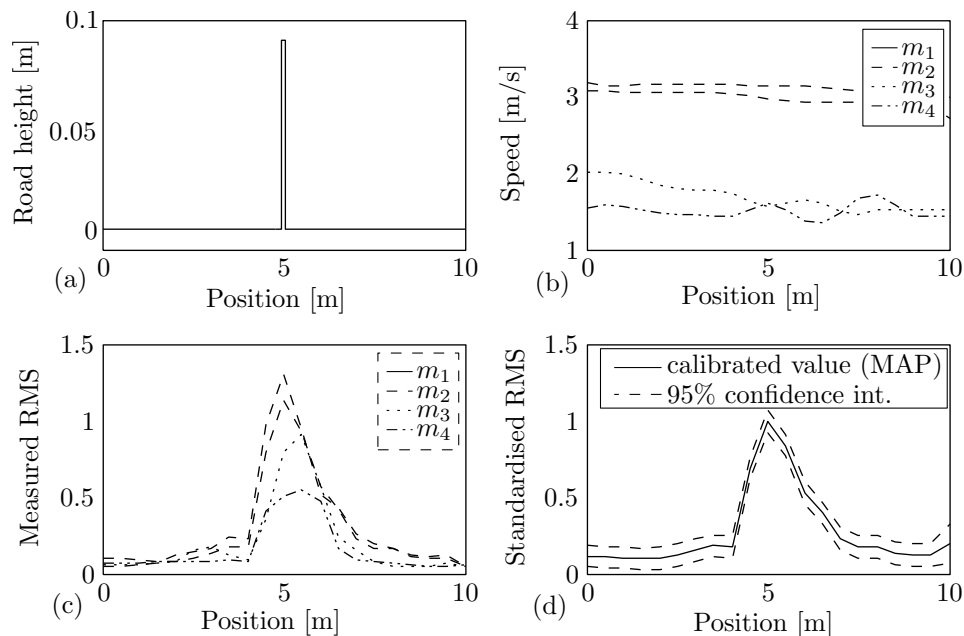 0.1
0.05
0
0
5
10
Road height [m]
Position [m]
(a)
4
3
2
1
0
5
10
Speed [m/s]
Position [m]
(b)
m₁
m₂
m₃
m₄
1.5
1
0.5
0
0
5
10
Measured RMS
Position [m]
(c)
m₁
m₂
m₃
m₄
1.5
1
0.5
0
0
5
10
Standardised RMS
Position [m]
(d)
calibrated value (MAP)
95% confidence int.